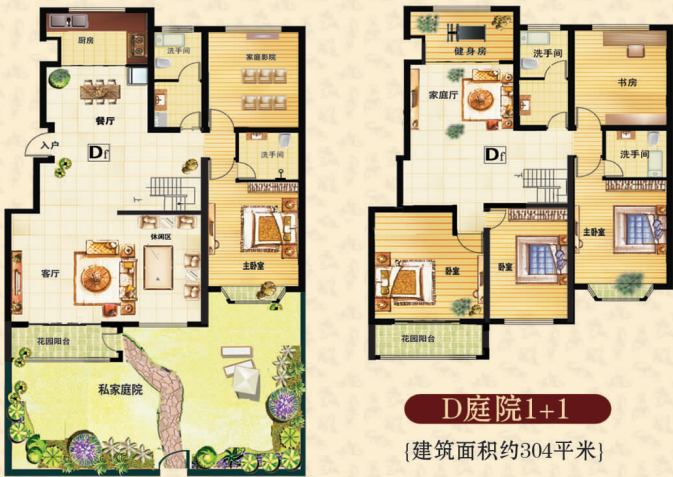 厨房
洗手间
家庭影院
餐厅
入户
Df
洗手间
上
休闲区
主卧室
客厅
花园阳台
私家庭院
健身房
洗手间
书房
家庭厅
Df
洗手间
下
主卧室
卧室
卧室
花园阳台
D庭院1+1
{建筑面积约304平米}